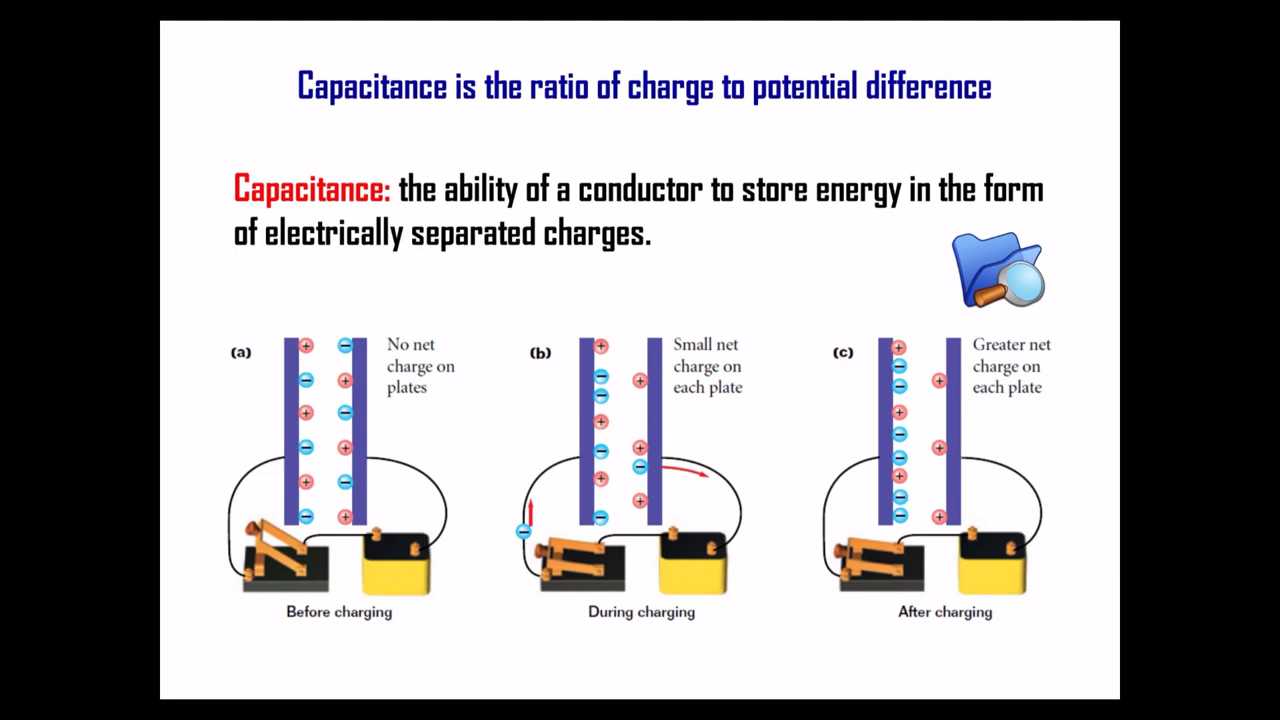 Capacitance is the ratio of charge to potential difference
Capacitance: the ability of a conductor to store energy in the form
of electrically separated charges.
(a)
No net
charge on
plates
Before charging
(b)
Small net
charge on
each plate
During charging
(c)
Greater net
charge on
each plate
After charging